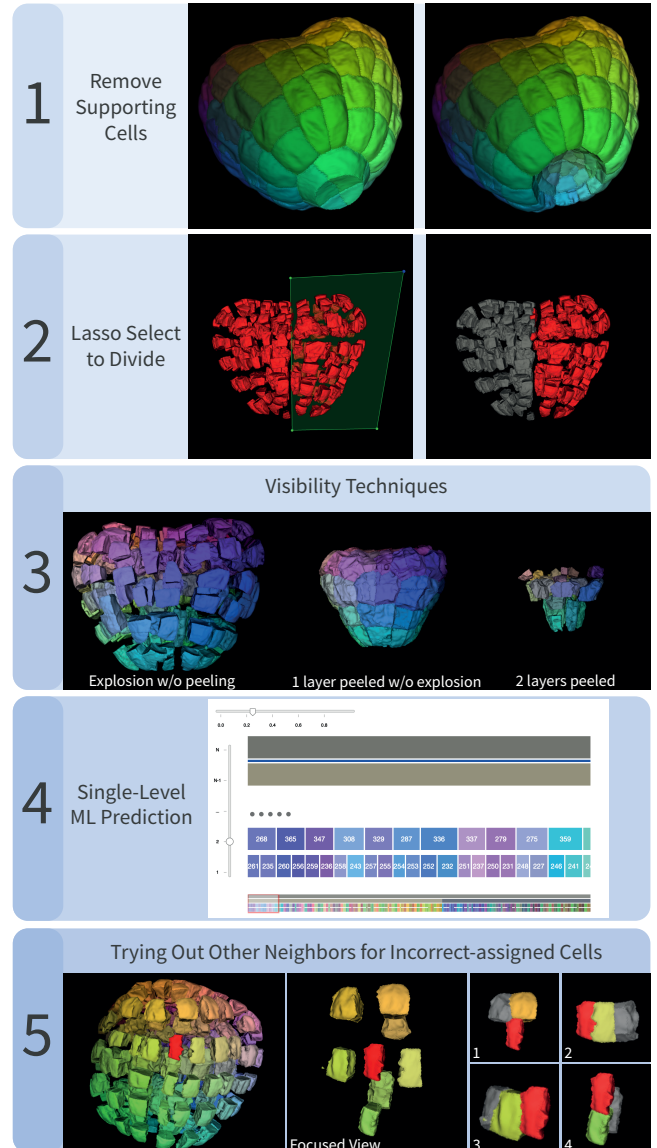 1
Remove
Supporting
Cells
2
Lasso Select
to Divide
3
Visibility Techniques
Explosion w/o peeling
1 layer peeled w/o explosion
2 layers peeled
4
Single-Level
ML Prediction
0.0 0.2 0.4 0.6 0.8
N
N-1
...
2
268 365 347 308 329 287 336 337 279 275 359
1
261 235 260 256 259 236 258 243 257 255 254 253 252 232 251 237 250 231 248 227 246 241
5
Trying Out Other Neighbors for Incorrect-assigned Cells
Focused View
1
2
3
4